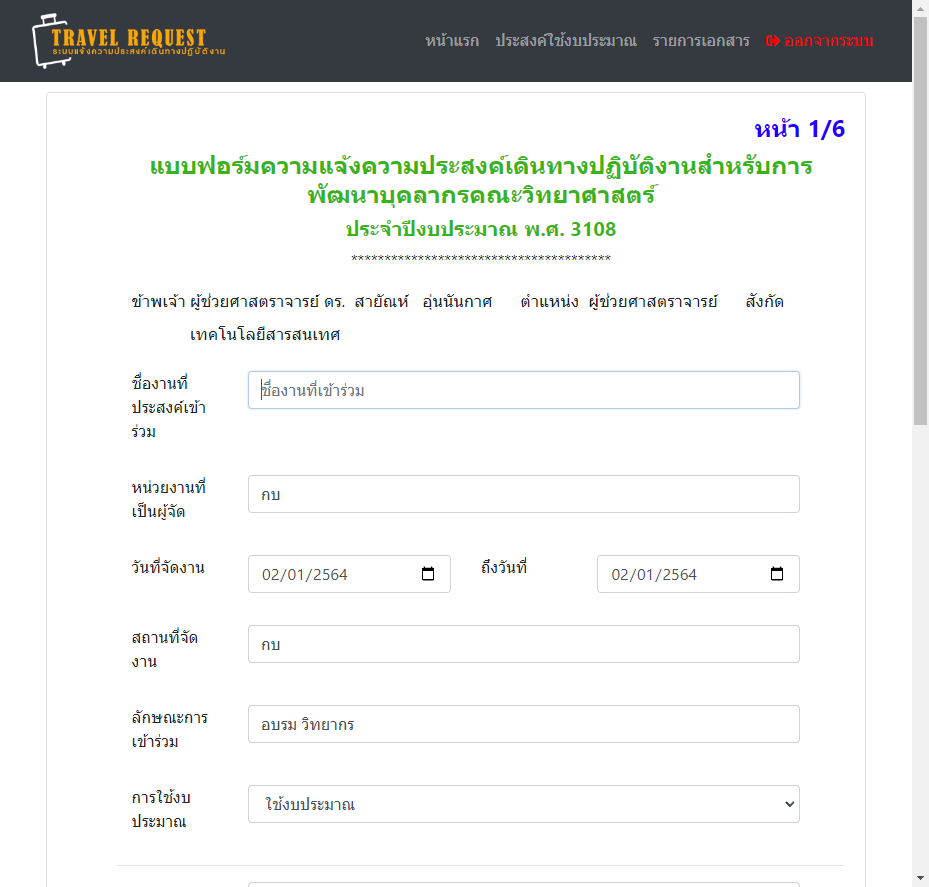 TRAVEL REQUEST
ระบบแจ้งความประสงค์เดินทางปฏิบัติงาน
หน้าแรก ประสงค์ใช้งบประมาณ รายการเอกสาร ออกจากระบบ
หน้า 1/6
แบบฟอร์มความแจ้งความประสงค์เดินทางปฏิบัติงานสำหรับการ
พัฒนาบุคลากรคณะวิทยาศาสตร์
ประจำปีงบประมาณ พ.ศ. 3108
***************************************
ข้าพเจ้า ผู้ช่วยศาสตราจารย์ ดร. สายัณห์ อุ่นนันกาศ ตำแหน่ง ผู้ช่วยศาสตราจารย์ สังกัด
เทคโนโลยีสารสนเทศ
ชื่องานที่
ประสงค์เข้า
ร่วม
ชื่องานที่เข้าร่วม
หน่วยงานที่
เป็นผู้จัด
กบ
วันที่จัดงาน 02/01/2564 ถึงวันที่ 02/01/2564
สถานที่จัด
งาน
กบ
ลักษณะการ
เข้าร่วม
อบรม วิทยากร
การใช้งบ
ประมาณ
ใช้งบประมาณ